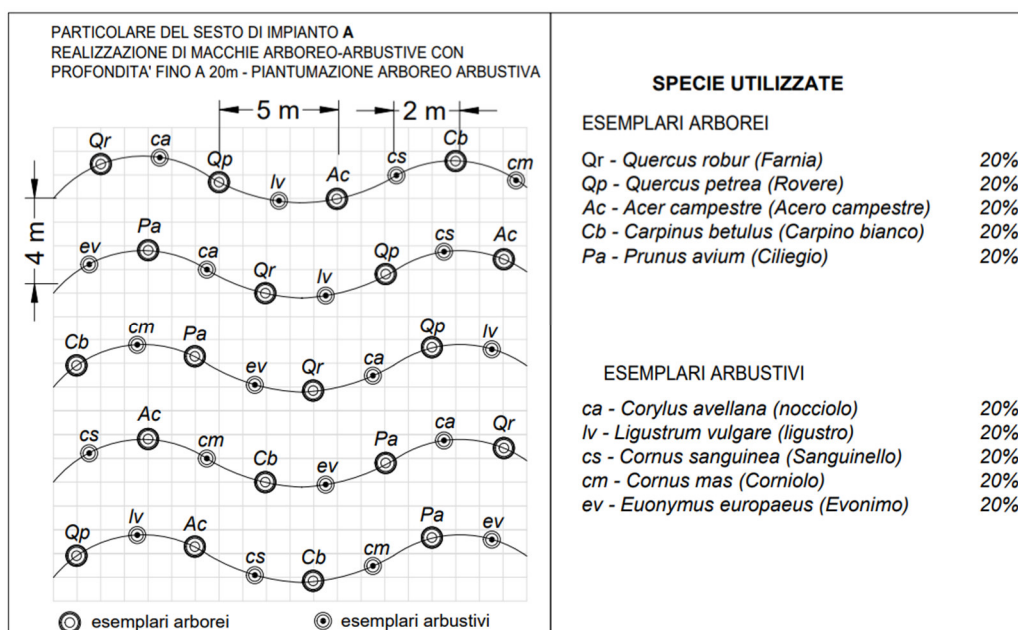 PARTICOLARE DEL SESTO DI IMPIANTO A
REALIZZAZIONE DI MACCHIE ARBOREO-ARBUSTIVE CON
PROFONDITA' FINO A 20m - PIANTUMAZIONE ARBOREO ARBUSTIVA
5 m
2 m
Qr
ca
Qp
lv
Ac
cs
Cb
cm
4 m
ev
Pa
ca
Qr
lv
Qp
cs
Ac
Cb
cm
Pa
ev
Qr
ca
Qp
lv
cs
Ac
cm
Cb
ev
Pa
ca
Qr
Qp
lv
Ac
cs
Cb
cm
Pa
ev
esemplari arborei
esemplari arbustivi
SPECIE UTILIZZATE
ESEMPLARI ARBOREI
Qr - Quercus robur (Farnia) 20%
Qp - Quercus petrea (Rovere) 20%
Ac - Acer campestre (Acero campestre) 20%
Cb - Carpinus betulus (Carpino bianco) 20%
Pa - Prunus avium (Ciliegio) 20%
ESEMPLARI ARBUSTIVI
ca - Corylus avellana (nocciolo) 20%
lv - Ligustrum vulgare (ligustro) 20%
cs - Cornus sanguinea (Sanguinello) 20%
cm - Cornus mas (Corniolo) 20%
ev - Euonymus europaeus (Evonimo) 20%